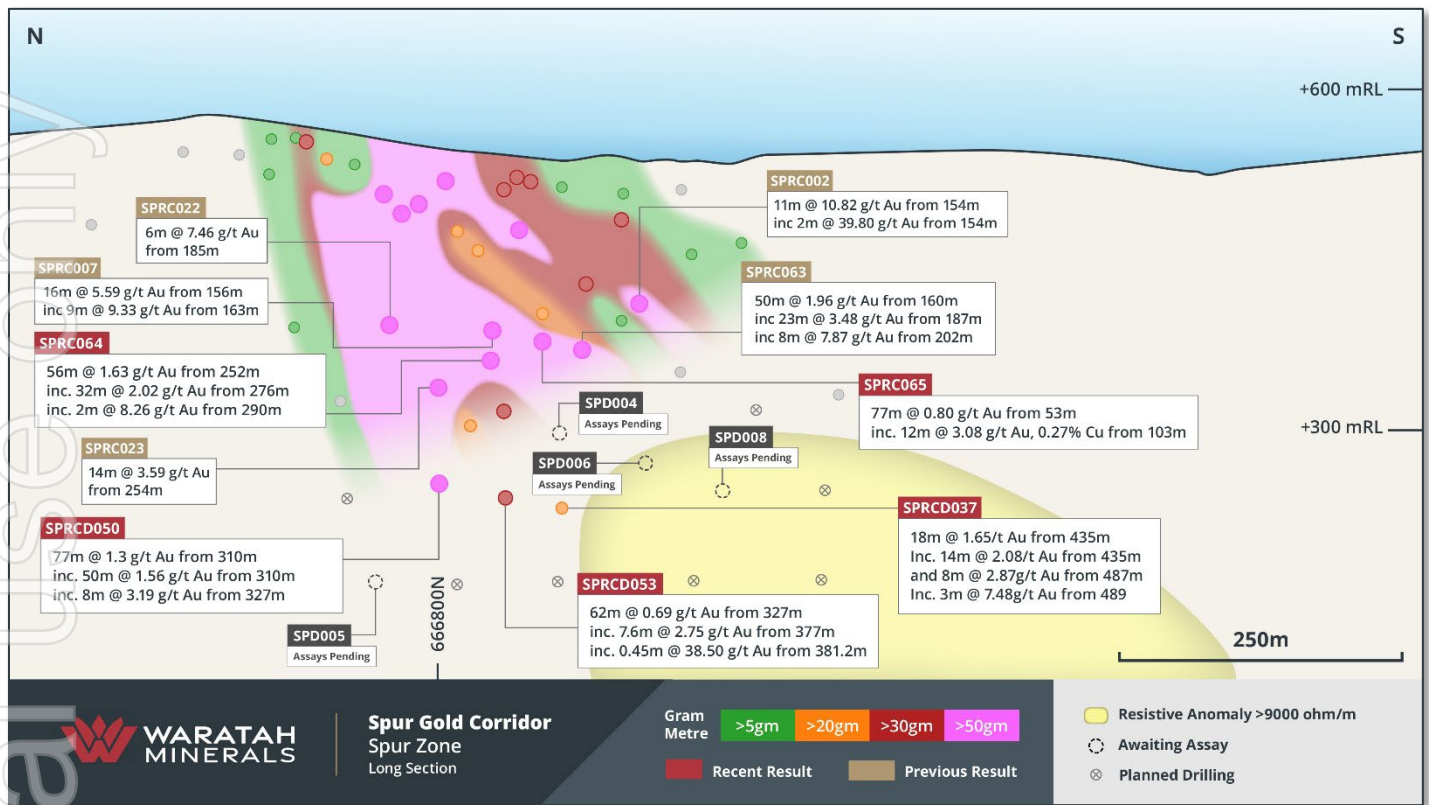 N
S
+600 mRL
SPRC022
6m @ 7.46 g/t Au
from 185m
SPRC007
16m @ 5.59 g/t Au from 156m
inc 9m @ 9.33 g/t Au from 163m
SPRC064
56m @ 1.63 g/t Au from 252m
inc. 32m @ 2.02 g/t Au from 276m
inc. 2m @ 8.26 g/t Au from 290m
SPRC023
14m @ 3.59 g/t Au
from 254m
SPRCD050
77m @ 1.3 g/t Au from 310m
inc. 50m @ 1.56 g/t Au from 310m
inc. 8m @ 3.19 g/t Au from 327m
SPD005
Assays Pending
666800N
SPRC002
11m @ 10.82 g/t Au from 154m
inc 2m @ 39.80 g/t Au from 154m
SPRC063
50m @ 1.96 g/t Au from 160m
inc 23m @ 3.48 g/t Au from 187m
inc 8m @ 7.87 g/t Au from 202m
SPRC065
77m @ 0.80 g/t Au from 53m
inc. 12m @ 3.08 g/t Au, 0.27% Cu from 103m
+300 mRL
SPD004
Assays Pending
SPD008
Assays Pending
SPD006
Assays Pending
SPRCD037
18m @ 1.65/t Au from 435m
Inc. 14m @ 2.08/t Au from 435m
and 8m @ 2.87g/t Au from 487m
Inc. 3m @ 7.48g/t Au from 489
SPRCD053
62m @ 0.69 g/t Au from 327m
inc. 7.6m @ 2.75 g/t Au from 377m
inc. 0.45m @ 38.50 g/t Au from 381.2m
250m
WARATAH
MINERALS
Spur Gold Corridor
Spur Zone
Long Section
Gram
Metre
>5gm
>20gm
>30gm
>50gm
Recent Result
Previous Result
Resistive Anomaly >9000 ohm/m
Awaiting Assay
Planned Drilling
al use only